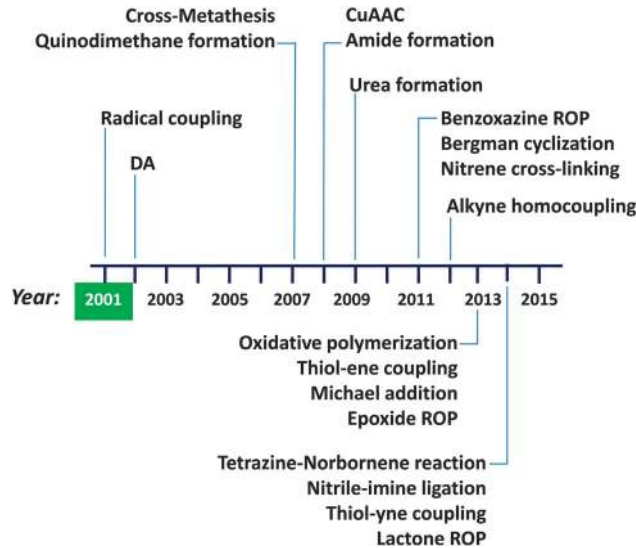 Cross-Metathesis
Quinodimethane formation
CuAAC
Amide formation
Urea formation
Radical coupling
Benzoxazine ROP
Bergman cyclization
Nitrene cross-linking
DA
Alkyne homocoupling
Year: 2001 2003 2005 2007 2009 2011 2013 2015
Oxidative polymerization
Thiol-ene coupling
Michael addition
Epoxide ROP
Tetrazine-Norbornene reaction
Nitrile-imine ligation
Thiol-yne coupling
Lactone ROP